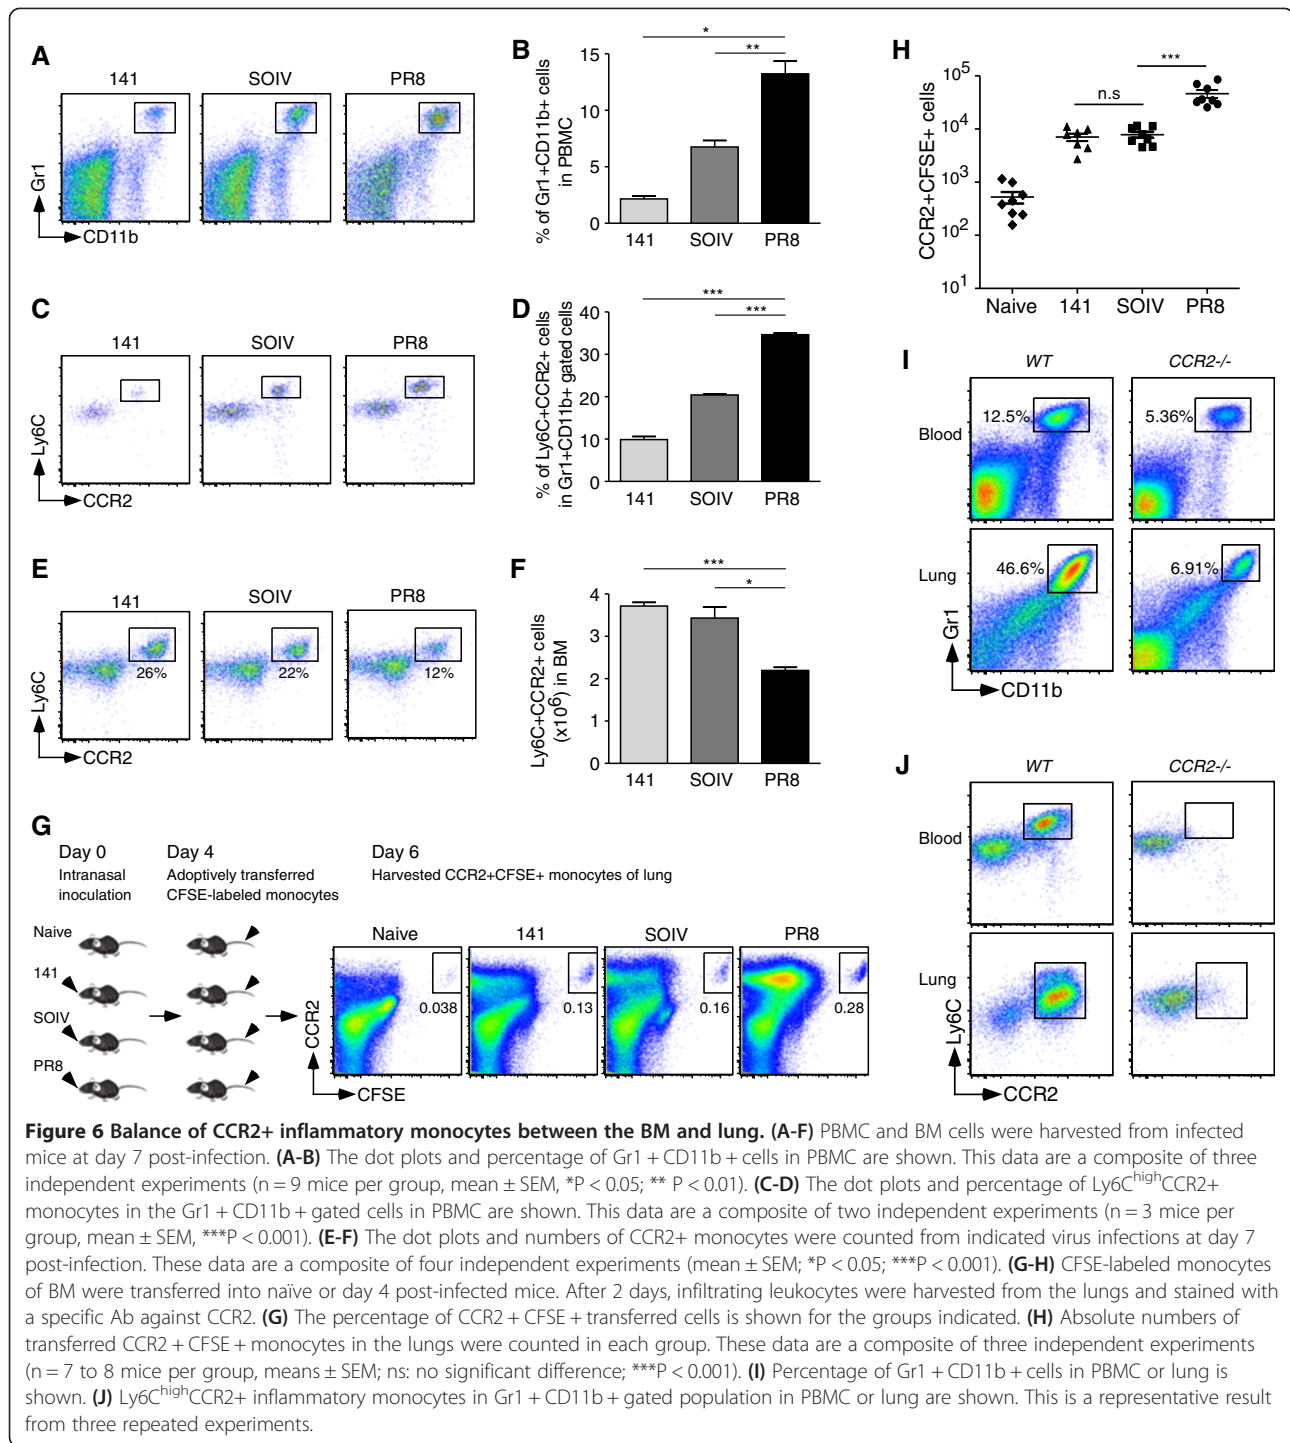 A
141
SOIV
PR8
Gr1
CD11b
B
*
**
% of Gr1+CD11b+ cells
in PBMC
15
10
5
0
141
SOIV
PR8
C
141
SOIV
PR8
Ly6C
CCR2
D
***
***
% of Ly6C+CCR2+ cells
in Gr1+CD11b+ gated cells
40
30
20
10
0
141
SOIV
PR8
E
141
SOIV
PR8
26%
22%
12%
Ly6C
CCR2
F
***
*
Ly6C+CCR2+ cells
(x10⁶) in BM
4
3
2
1
0
141
SOIV
PR8
G
Day 0
Intranasal
inoculation
Day 4
Adoptively transferred
CFSE-labeled monocytes
Day 6
Harvested CCR2+CFSE+ monocytes of lung
Naive
141
SOIV
PR8
Naive
141
SOIV
PR8
0.038
0.13
0.16
0.28
CCR2
CFSE
H
***
n.s
CCR2+CFSE+ cells
10⁵
10⁴
10³
10²
10¹
Naive
141
SOIV
PR8
I
WT
CCR2-/-
Blood
12.5%
5.36%
Lung
46.6%
6.91%
Gr1
CD11b
J
WT
CCR2-/-
Blood
Lung
Ly6C
CCR2
Figure 6 Balance of CCR2+ inflammatory monocytes between the BM and lung. (A-F) PBMC and BM cells were harvested from infected
mice at day 7 post-infection. (A-B) The dot plots and percentage of Gr1 + CD11b + cells in PBMC are shown. This data are a composite of three
independent experiments (n = 9 mice per group, mean ± SEM, *P < 0.05; ** P < 0.01). (C-D) The dot plots and percentage of Ly6CʰⁱᵍʰCCR2+
monocytes in the Gr1 + CD11b + gated cells in PBMC are shown. This data are a composite of two independent experiments (n = 3 mice per
group, mean ± SEM, ***P < 0.001). (E-F) The dot plots and numbers of CCR2+ monocytes were counted from indicated virus infections at day 7
post-infection. These data are a composite of four independent experiments (mean ± SEM; *P < 0.05; ***P < 0.001). (G-H) CFSE-labeled monocytes
of BM were transferred into naïve or day 4 post-infected mice. After 2 days, infiltrating leukocytes were harvested from the lungs and stained with
a specific Ab against CCR2. (G) The percentage of CCR2 + CFSE + transferred cells is shown for the groups indicated. (H) Absolute numbers of
transferred CCR2 + CFSE + monocytes in the lungs were counted in each group. These data are a composite of three independent experiments
(n = 7 to 8 mice per group, means ± SEM; ns: no significant difference; ***P < 0.001). (I) Percentage of Gr1 + CD11b + cells in PBMC or lung is
shown. (J) Ly6CʰⁱᵍʰCCR2+ inflammatory monocytes in Gr1 + CD11b + gated population in PBMC or lung are shown. This is a representative result
from three repeated experiments.